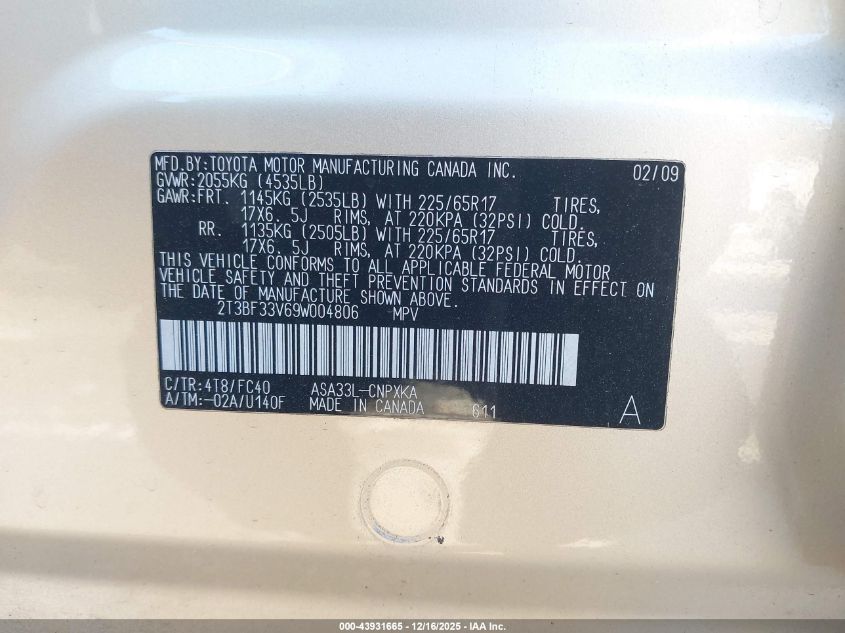 MFD.BY:TOYOTA MOTOR MANUFACTURING CANADA INC. 02/09
GVWR:2055KG (4535LB)
GAWR:FRT. 1145KG (2535LB) WITH 225/65R17 TIRES,
17X6.5J RIMS, AT 220KPA (32PSI) COLD.
RR. 1135KG (2505LB) WITH 225/65R17 TIRES,
17X6.5J RIMS, AT 220KPA (32PSI) COLD.
THIS VEHICLE CONFORMS TO ALL APPLICABLE FEDERAL MOTOR
VEHICLE SAFETY AND THEFT PREVENTION STANDARDS IN EFFECT ON
THE DATE OF MANUFACTURE SHOWN ABOVE.
2T3BF33V69W004806 MPV
C/TR:4T8/FC40 ASA33L-CNPXKA
A/TM:-02A/U140F MADE IN CANADA 611 A
000-43931665 - 12/16/2025 - IAA Inc.